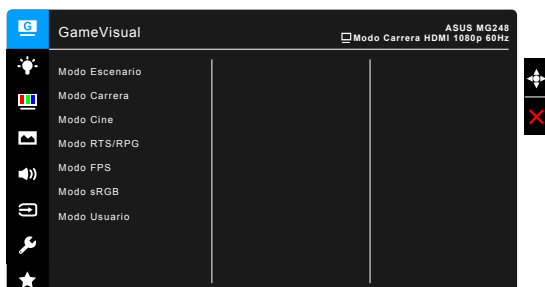 G
GameVisual
ASUS MG248
Modo Carrera HDMI 1080p 60Hz
Modo Escenario
Modo Carrera
Modo Cine
Modo RTS/RPG
Modo FPS
Modo sRGB
Modo Usuario